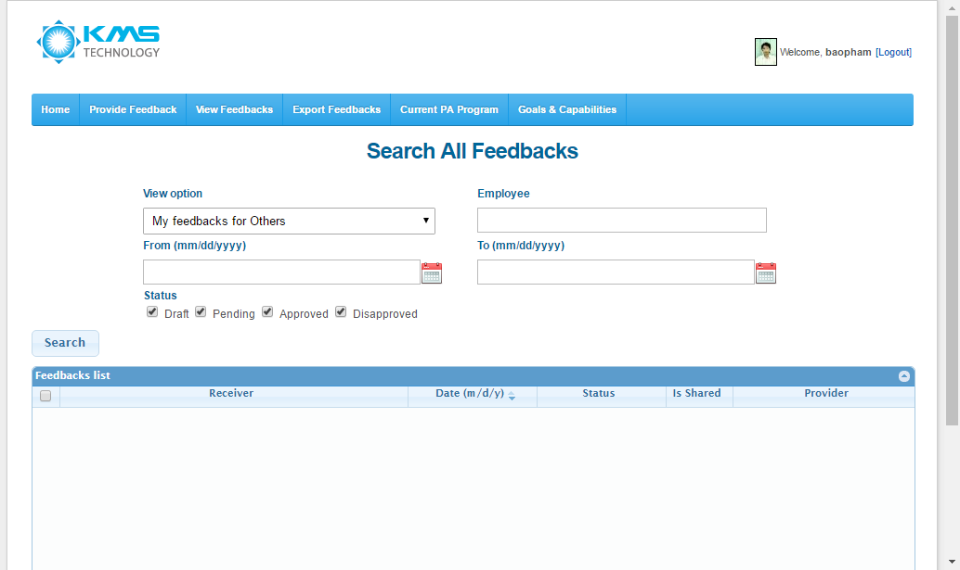 KMS
TECHNOLOGY
Welcome, baopham [Logout]
Home Provide Feedback View Feedbacks Export Feedbacks Current PA Program Goals & Capabilities
Search All Feedbacks
View option Employee
My feedbacks for Others
From (mm/dd/yyyy) To (mm/dd/yyyy)
Status
Draft Pending Approved Disapproved
Search
Feedbacks list
Receiver Date (m/d/y) Status Is Shared Provider